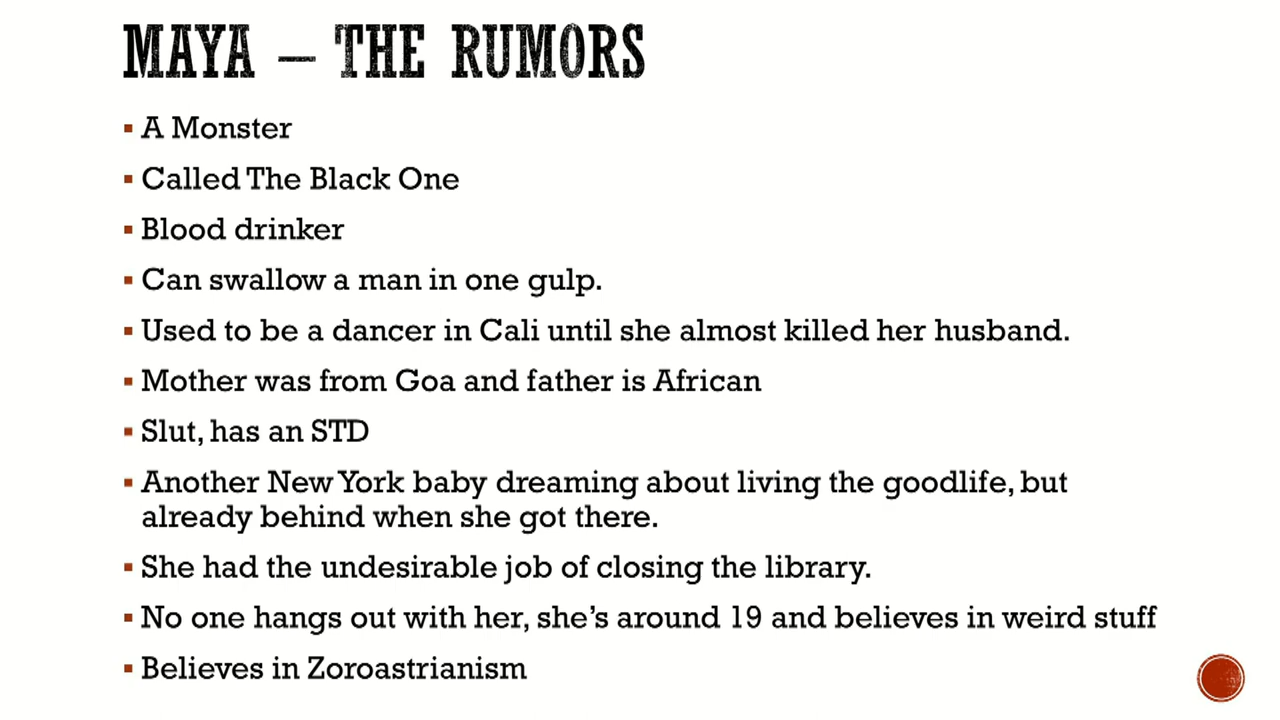 MAYA – THE RUMORS
▪ A Monster
▪ Called The Black One
▪ Blood drinker
▪ Can swallow a man in one gulp.
▪ Used to be a dancer in Cali until she almost killed her husband.
▪ Mother was from Goa and father is African
▪ Slut, has an STD
▪ Another New York baby dreaming about living the goodlife, but
already behind when she got there.
▪ She had the undesirable job of closing the library.
▪ No one hangs out with her, she’s around 19 and believes in weird stuff
▪ Believes in Zoroastrianism